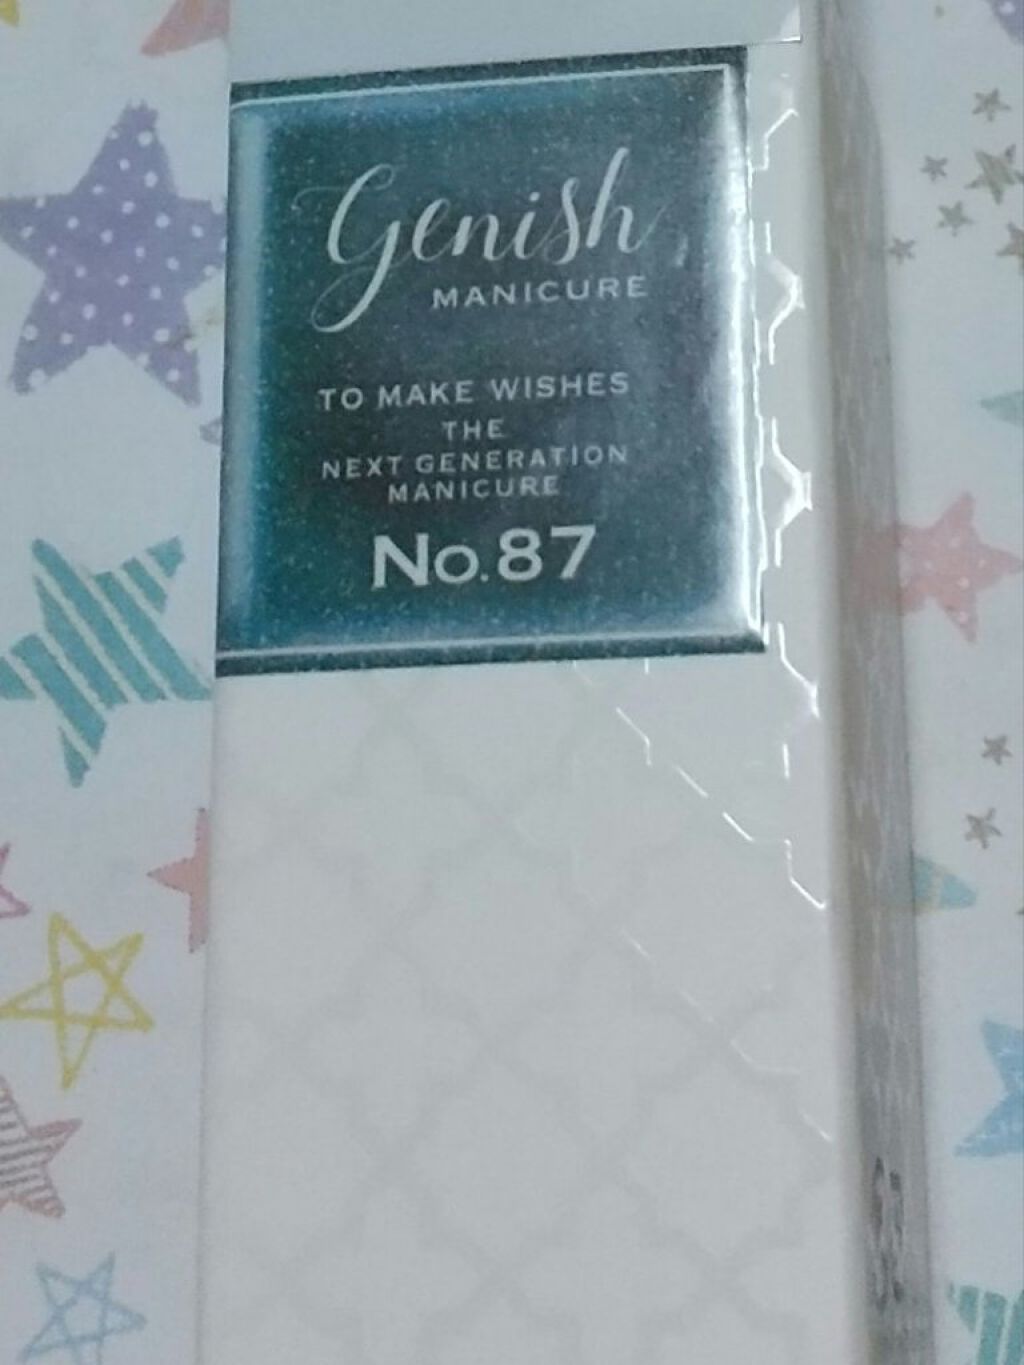 Genish
MANICURE
TO MAKE WISHES
THE
NEXT GENERATION
MANICURE
No.87